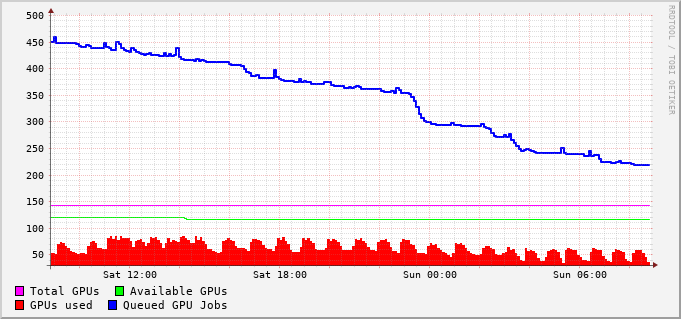 500
450
400
350
300
250
200
150
100
50
Sat 12:00 Sat 18:00 Sun 00:00 Sun 06:00
Total GPUs Available GPUs
GPUs used Queued GPU Jobs
RRDTOOL / TOBI OETIKER